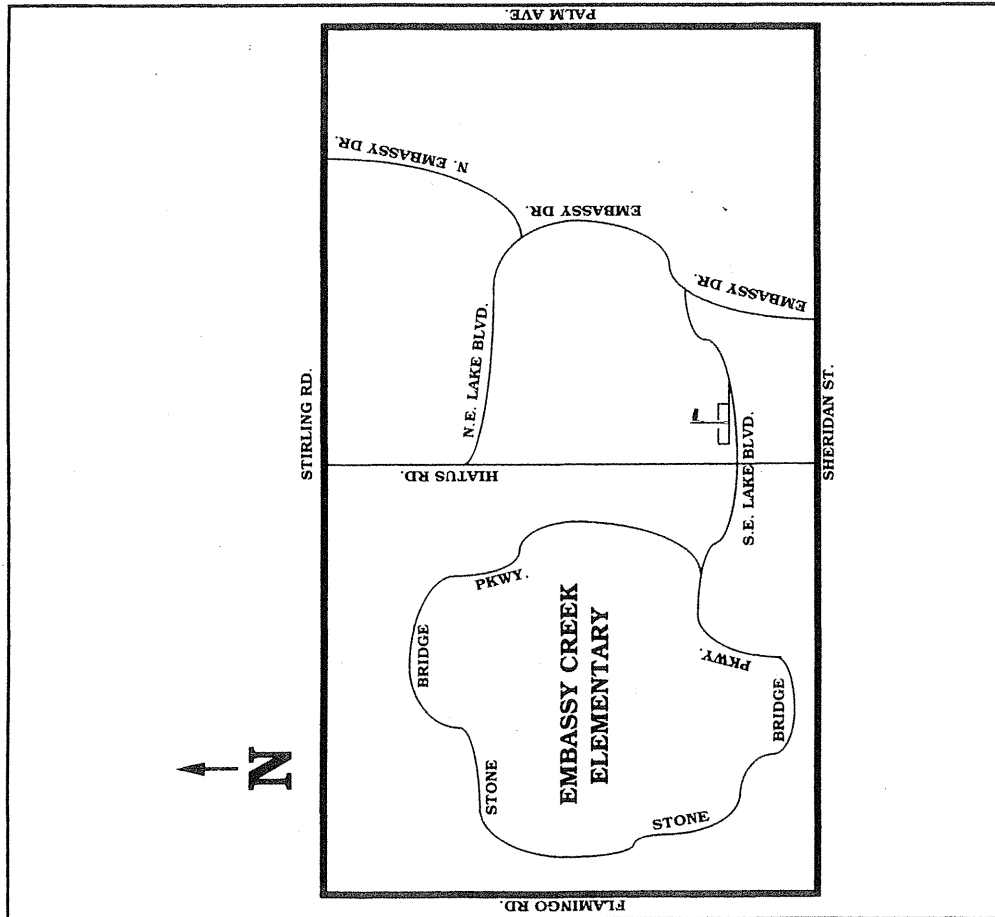 PALM AVE.
N. EMBASSY DR.
EMBASSY DR.
EMBASSY DR.
N.E. LAKE BLVD.
STIRLING RD.
HIATUS RD.
S.E. LAKE BLVD.
SHERIDAN ST.
PKWY.
BRIDGE
STONE
EMBASSY CREEK
ELEMENTARY
PKWY.
BRIDGE
STONE
N
FLAMINGO RD.